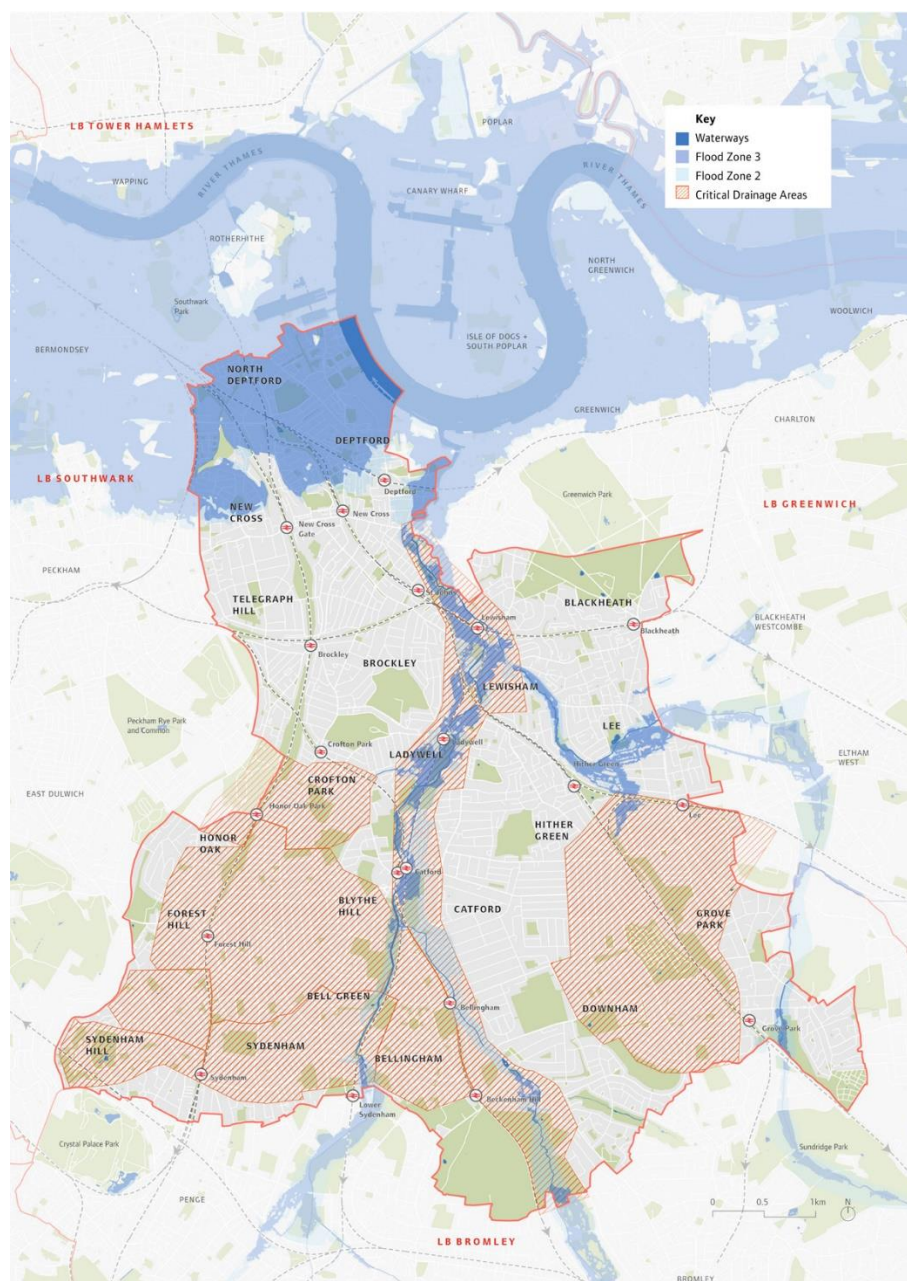 LB TOWER HAMLETS
POPLAR
Key
Waterways
Flood Zone 3
Flood Zone 2
Critical Drainage Areas
WAPPING
RIVER THAMES
CANARY WHARF
RIVER THAMES
ROTHERHITHE
NORTH
GREENWICH
Southwark
Park
WOOLWICH
BERMONDSEY
ISLE OF DOGS +
SOUTH POPLAR
NORTH
DEPTFORD
GREENWICH
CHARLTON
DEPTFORD
LB SOUTHWARK
Deptford
Greenwich Park
LB GREENWICH
NEW
CROSS
New Cross
New Cross
Gate
PECKHAM
TELEGRAPH
HILL
BLACKHEATH
Lewisham
Blackheath
BLACKHEATH
WESTCOMBE
Brockley
BROCKLEY
LEWISHAM
Peckham Rye Park
and Common
LEE
Crofton Park
LADYWELL
Ladywell
ELTHAM
WEST
Hither Green
CROFTON
PARK
EAST DULWICH
Honor Oak Park
Lee
HONOR
OAK
HITHER
GREEN
Catford
BLYTHE
HILL
CATFORD
FOREST
HILL
Forest Hill
GROVE
PARK
BELL GREEN
Bellingham
DOWNHAM
Grove Park
SYDENHAM
HILL
SYDENHAM
BELLINGHAM
Sydenham
Lower
Sydenham
Beckenham Hill
Crystal Palace Park
Sundridge Park
PENGE
0 0.5 1km N
LB BROMLEY
BROMLEY